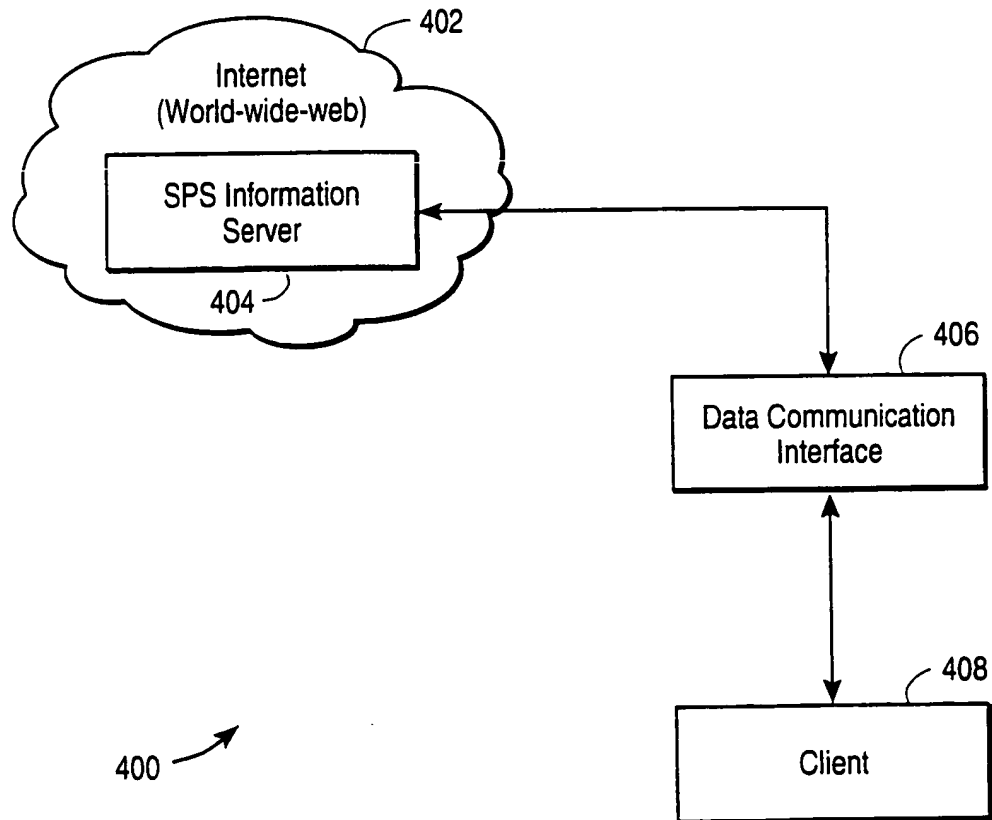 402
Internet
(World-wide-web)
SPS Information
Server
404
406
Data Communication
Interface
408
Client
400